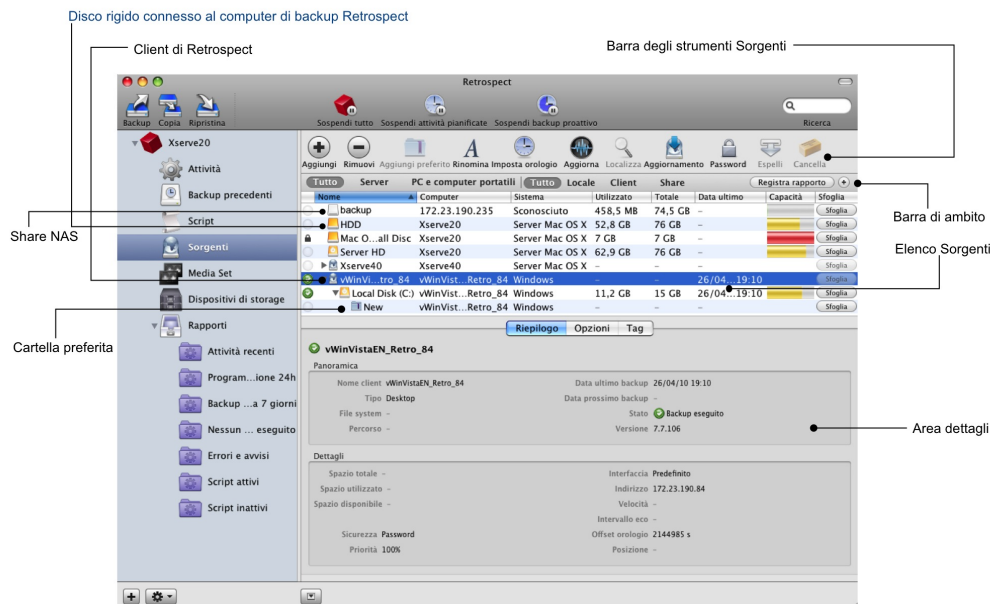 Disco rigido connesso al computer di backup Retrospect
Client di Retrospect
Barra degli strumenti Sorgenti
Retrospect
Backup Copia Ripristina
Sospendi tutto Sospendi attività pianificate Sospendi backup proattivo
Ricerca
Xserve20
Attività
Backup precedenti
Script
Sorgenti
Media Set
Dispositivi di storage
Rapporti
Attività recenti
Program...ione 24h
Backup ...a 7 giorni
Nessun ... eseguito
Errori e avvisi
Script attivi
Script inattivi
Share NAS
Cartella preferita
Aggiungi Rimuovi Aggiungi preferito Rinomina Imposta orologio Aggiorna Localizza Aggiornamento Password Espelli Cancella
Tutto Server PC e computer portatili Tutto Locale Client Share Registra rapporto
Nome Computer Sistema Utilizzato Totale Data ultimo Capacità Sfoglia
backup 172.23.190.235 Sconosciuto 458,5 MB 74,5 GB – Sfoglia
HDD Xserve20 Server Mac OS X 52,8 GB 76 GB – Sfoglia
Mac O...all Disc Xserve20 Server Mac OS X 7 GB 7 GB – Sfoglia
Server HD Xserve20 Server Mac OS X 62,9 GB 76 GB – Sfoglia
Xserve40 Xserve40 Server Mac OS X – – – Sfoglia
vWinVi...tro_84 vWinVist...Retro_84 Windows – – 26/04...19:10 Sfoglia
Local Disk (C:) vWinVist...Retro_84 Windows 11,2 GB 15 GB 26/04...19:10 Sfoglia
New vWinVist...Retro_84 Windows – – – Sfoglia
Barra di ambito
Elenco Sorgenti
Area dettagli
Riepilogo Opzioni Tag
vWinVistaEN_Retro_84
Panoramica
Nome client vWinVistaEN_Retro_84
Tipo Desktop
File system –
Percorso –
Data ultimo backup 26/04/10 19:10
Data prossimo backup –
Stato Backup eseguito
Versione 7.7.106
Dettagli
Spazio totale –
Spazio utilizzato –
Spazio disponibile –
Sicurezza Password
Priorità 100%
Interfaccia Predefinito
Indirizzo 172.23.190.84
Velocità –
Intervallo eco –
Offset orologio 2144985 s
Posizione –